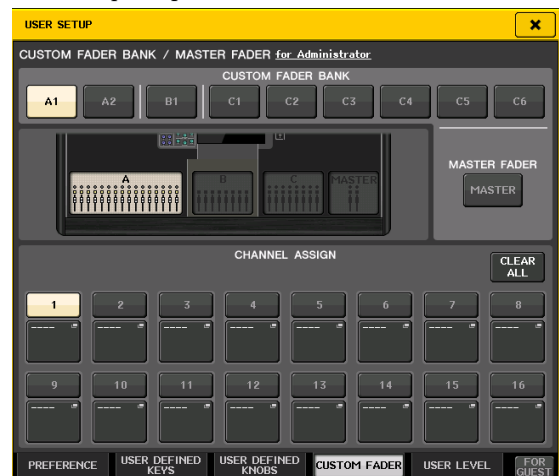 USER SETUP
CUSTOM FADER BANK / MASTER FADER for Administrator
CUSTOM FADER BANK
A1 A2 B1 C1 C2 C3 C4 C5 C6
A B C MASTER
MASTER FADER
MASTER
CHANNEL ASSIGN
CLEAR ALL
1 2 3 4 5 6 7 8
---- ---- ---- ---- ---- ---- ---- ----
9 10 11 12 13 14 15 16
---- ---- ---- ---- ---- ---- ---- ----
PREFERENCE USER DEFINED KEYS USER DEFINED KNOBS CUSTOM FADER USER LEVEL FOR GUEST